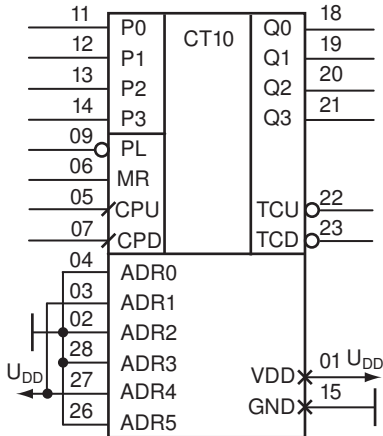 11 P0 CT10 Q0 18
12 P1 Q1 19
13 P2 Q2 20
14 P3 Q3 21
09 PL
06 MR
05 CPU TCU 22
07 CPD TCD 23
04 ADR0
03 ADR1
02 ADR2
28 ADR3
UDD 27 ADR4 VDD 01 UDD
26 ADR5 GND 15